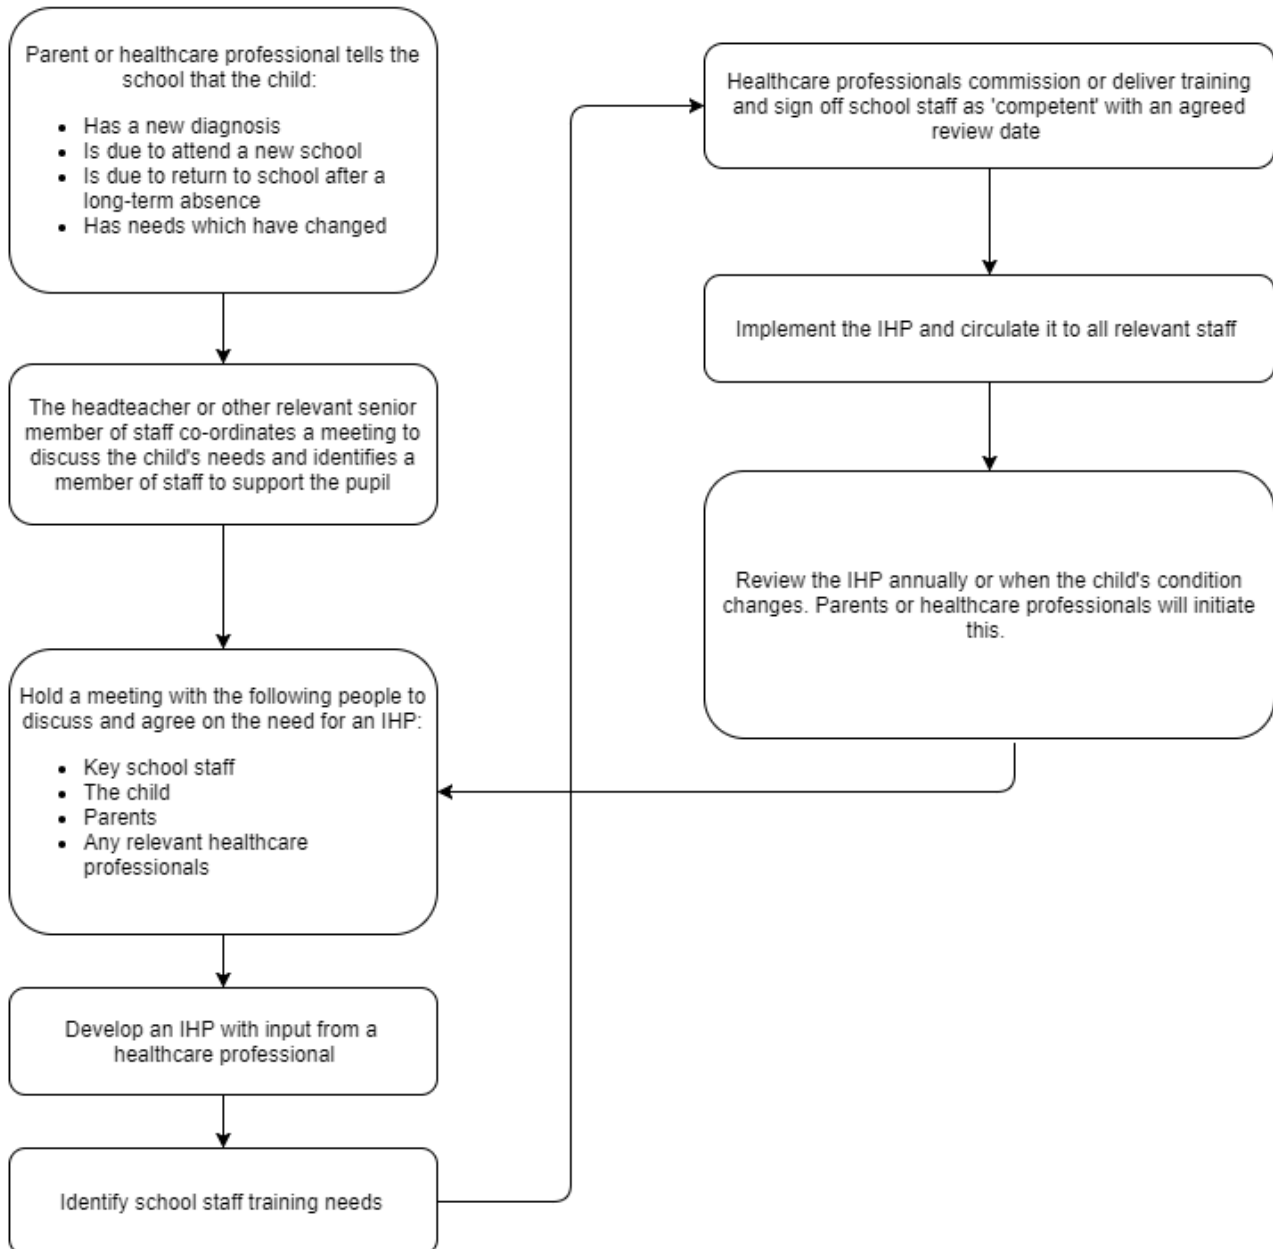 Parent or healthcare professional tells the
school that the child:
• Has a new diagnosis
• Is due to attend a new school
• Is due to return to school after a
long-term absence
• Has needs which have changed
The headteacher or other relevant senior
member of staff co-ordinates a meeting to
discuss the child's needs and identifies a
member of staff to support the pupil
Hold a meeting with the following people to
discuss and agree on the need for an IHP:
• Key school staff
• The child
• Parents
• Any relevant healthcare
professionals
Develop an IHP with input from a
healthcare professional
Identify school staff training needs
Healthcare professionals commission or deliver training
and sign off school staff as 'competent' with an agreed
review date
Implement the IHP and circulate it to all relevant staff
Review the IHP annually or when the child's condition
changes. Parents or healthcare professionals will initiate
this.